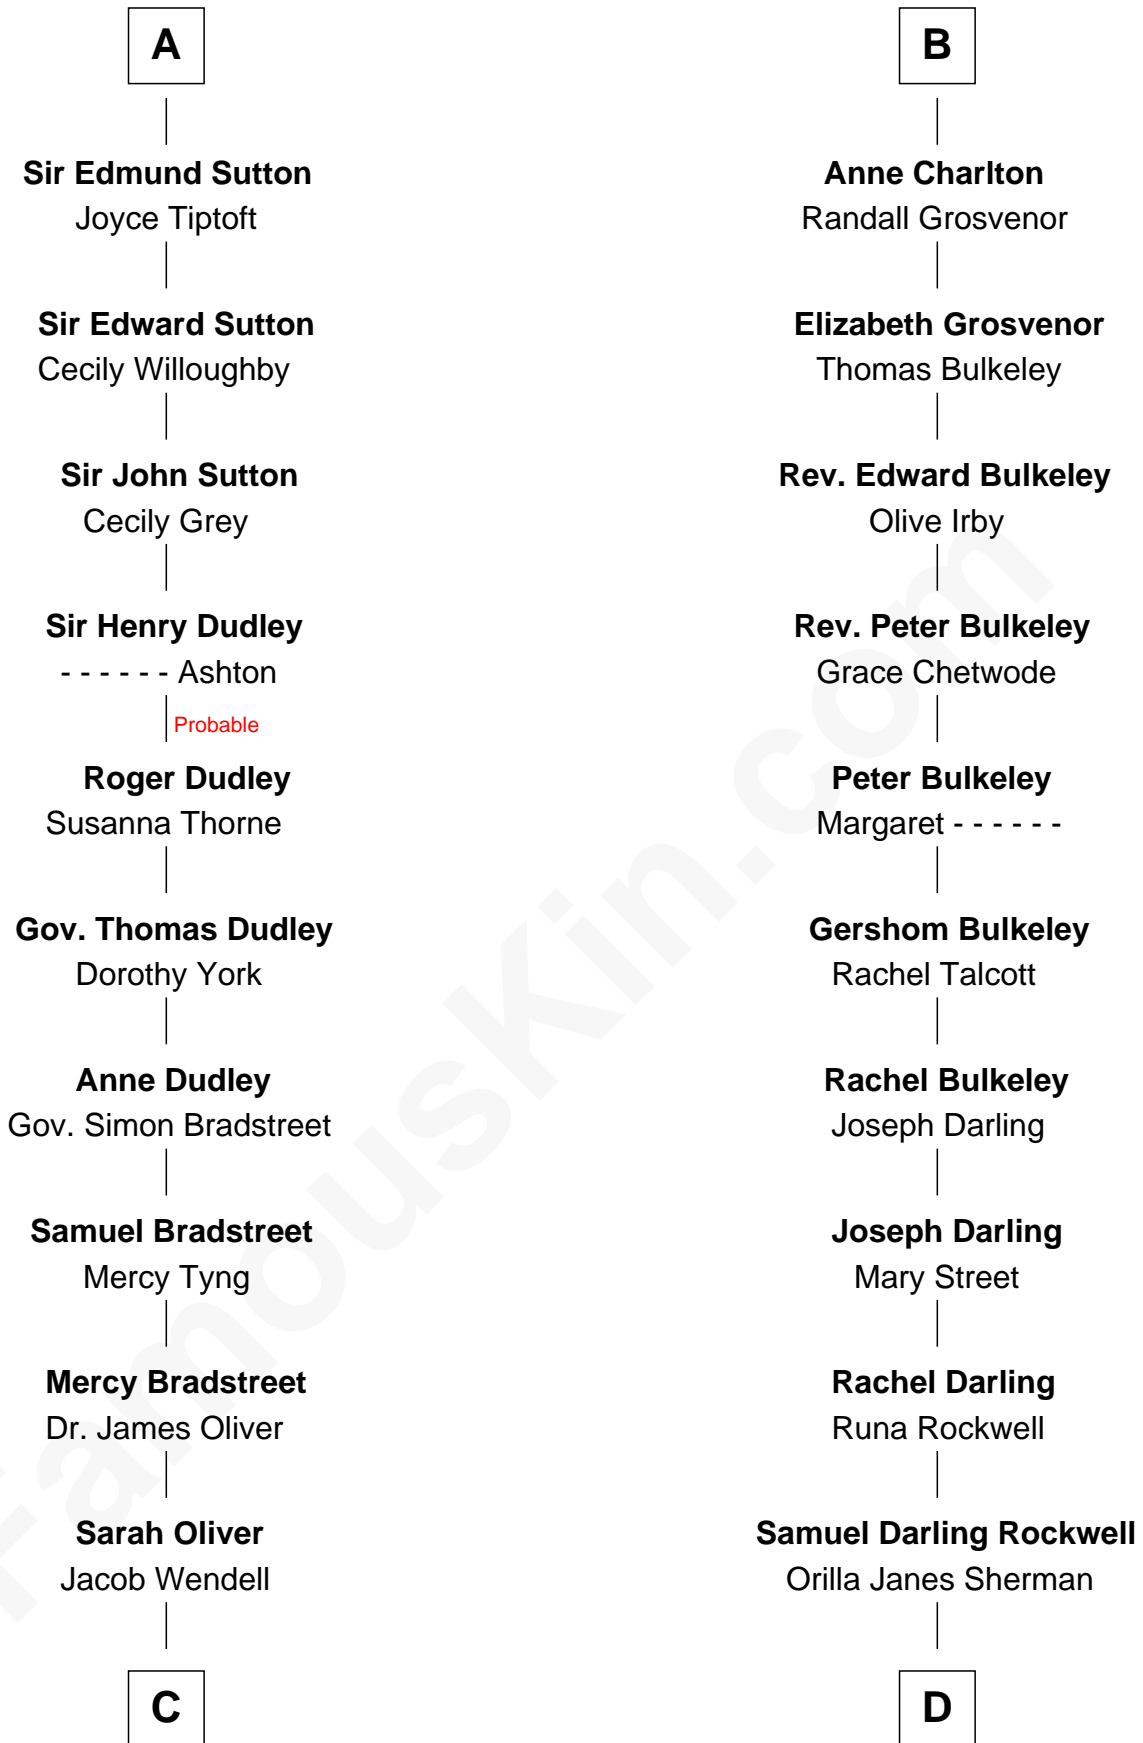 A
Sir Edmund Sutton
Joyce Tiptoft
Sir Edward Sutton
Cecily Willoughby
Sir John Sutton
Cecily Grey
Sir Henry Dudley
- - - - - - Ashton
Probable
Roger Dudley
Susanna Thorne
Gov. Thomas Dudley
Dorothy York
Anne Dudley
Gov. Simon Bradstreet
Samuel Bradstreet
Mercy Tyng
Mercy Bradstreet
Dr. James Oliver
Sarah Oliver
Jacob Wendell
C
B
Anne Charlton
Randall Grosvenor
Elizabeth Grosvenor
Thomas Bulkeley
Rev. Edward Bulkeley
Olive Irby
Rev. Peter Bulkeley
Grace Chetwode
Peter Bulkeley
Margaret - - - - - -
Gershom Bulkeley
Rachel Talcott
Rachel Bulkeley
Joseph Darling
Joseph Darling
Mary Street
Rachel Darling
Runa Rockwell
Samuel Darling Rockwell
Orilla Janes Sherman
D
FamousKin.com